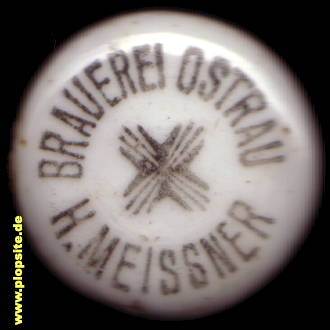 BRAUEREI OSTRAU
H. MEISSNER
www.plopsite.de